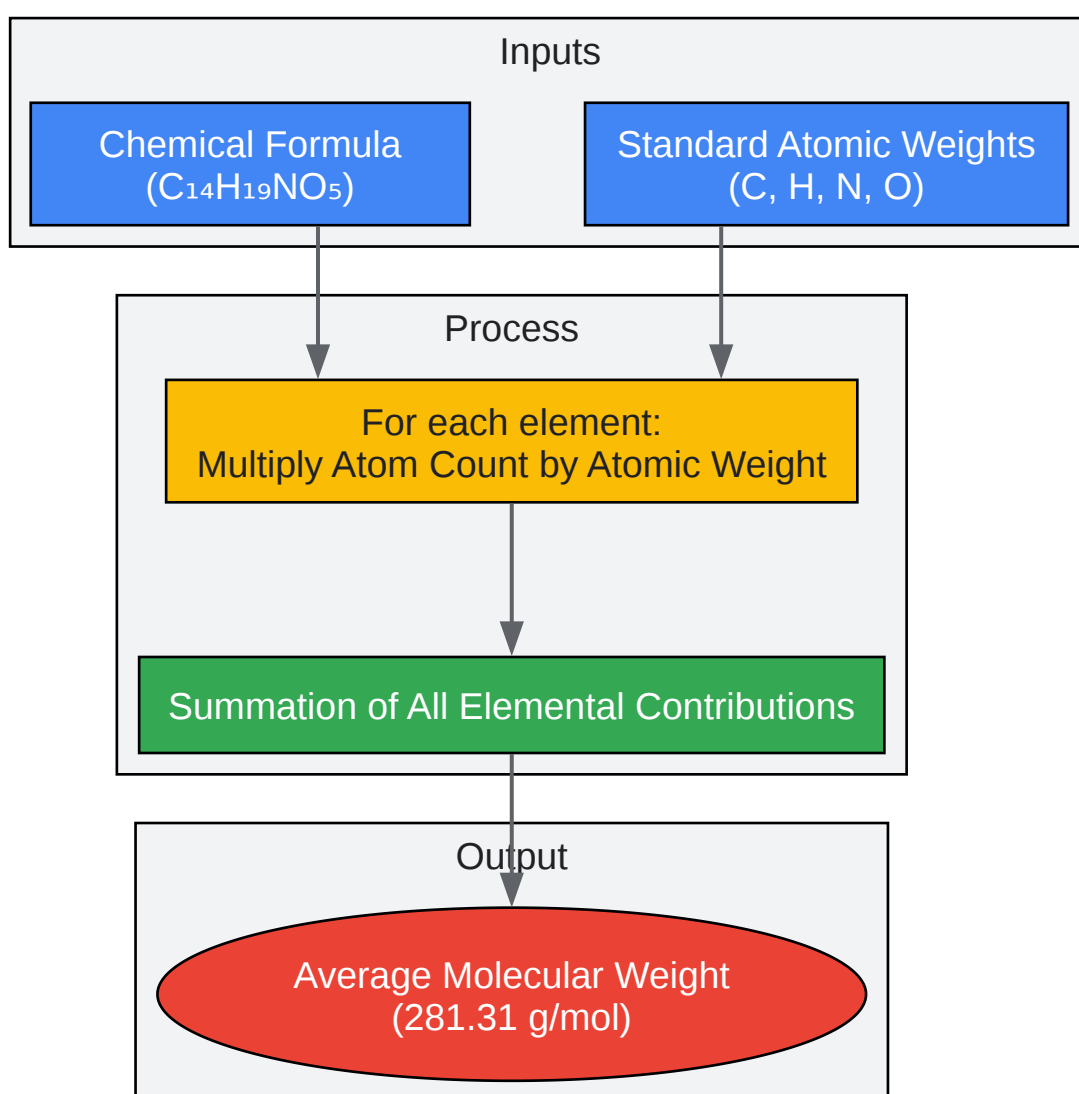 Inputs
Chemical Formula
(C₁₄H₁₉NO₅)
Standard Atomic Weights
(C, H, N, O)
Process
For each element:
Multiply Atom Count by Atomic Weight
Summation of All Elemental Contributions
Output
Average Molecular Weight
(281.31 g/mol)